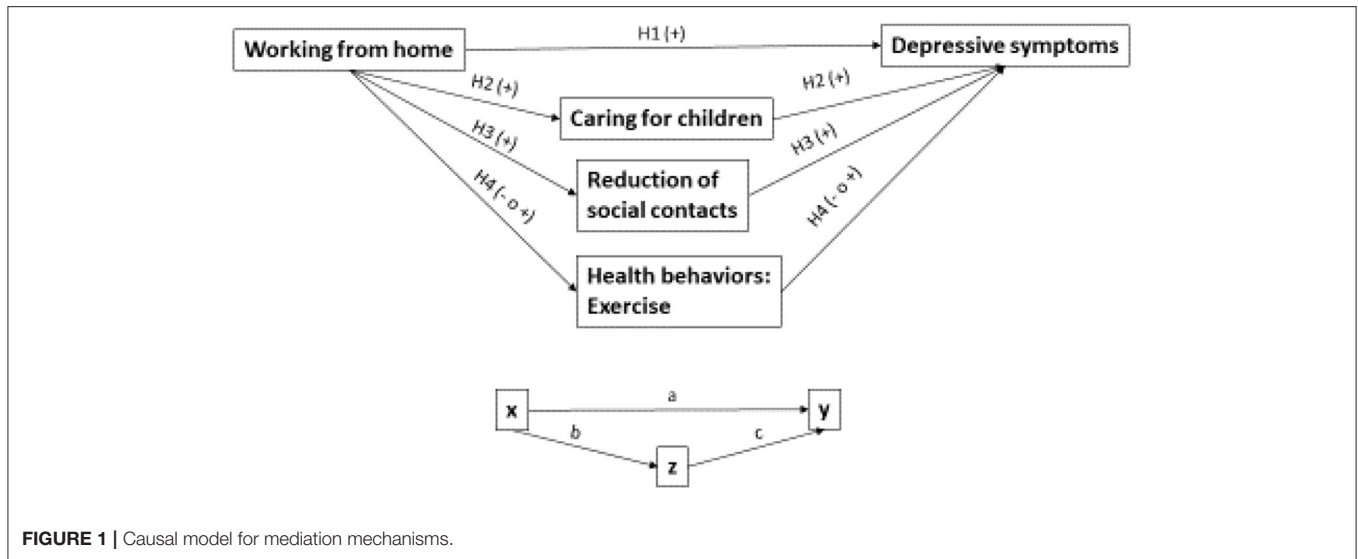 H1 (+)
Working from home
Depressive symptoms
H2 (+)
H2 (+)
Caring for children
H3 (+)
H3 (+)
Reduction of
social contacts
H4 (- o +)
H4 (- o +)
Health behaviors:
Exercise
a
x
y
b
c
z
FIGURE 1 | Causal model for mediation mechanisms.